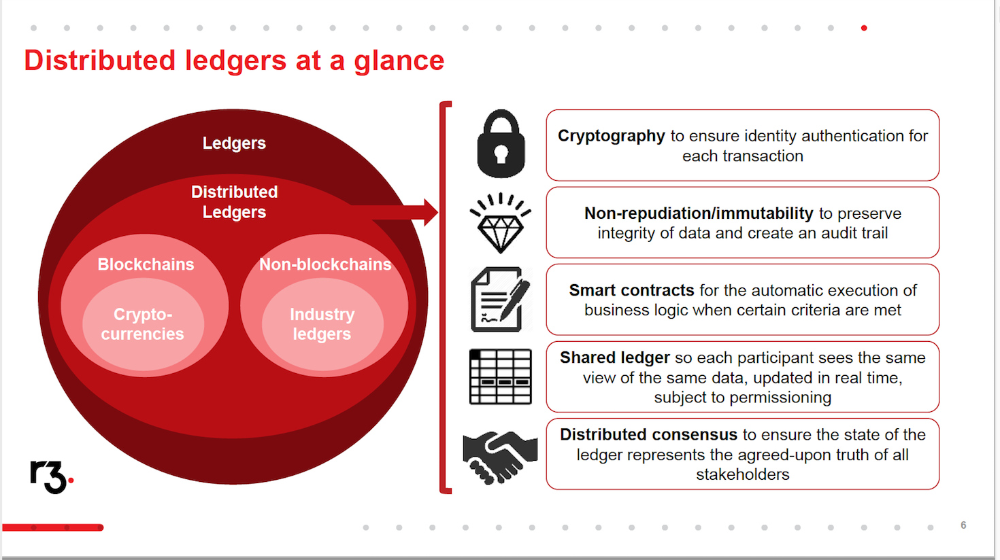 Distributed ledgers at a glance
Ledgers
Distributed
Ledgers
Blockchains
Crypto-
currencies
Non-blockchains
Industry
ledgers
Cryptography to ensure identity authentication for
each transaction
Non-repudiation/immutability to preserve
integrity of data and create an audit trail
Smart contracts for the automatic execution of
business logic when certain criteria are met
Shared ledger so each participant sees the same
view of the same data, updated in real time,
subject to permissioning
Distributed consensus to ensure the state of the
ledger represents the agreed-upon truth of all
stakeholders
r3.
6